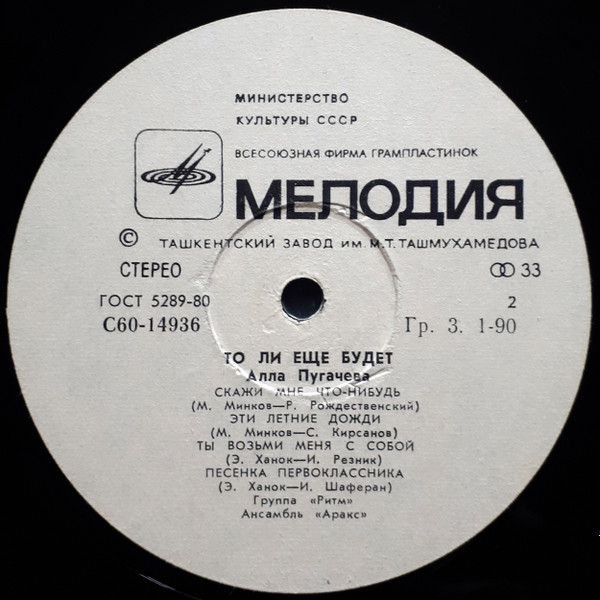 МИНИСТЕРСТВО
КУЛЬТУРЫ СССР
ВСЕСОЮЗНАЯ ФИРМА ГРАМПЛАСТИНОК
МЕЛОДИЯ
© ТАШКЕНТСКИЙ ЗАВОД им. М.Т. ТАШМУХАМЕДОВА
СТЕРЕО 33
ГОСТ 5289-80 2
С60-14936 Гр. 3. 1-90
ТО ЛИ ЕЩЕ БУДЕТ
Алла Пугачева
СКАЖИ МНЕ ЧТО-НИБУДЬ
(М. Минков—Р. Рождественский)
ЭТИ ЛЕТНИЕ ДОЖДИ
(М. Минков—С. Кирсанов)
ТЫ ВОЗЬМИ МЕНЯ С СОБОЙ
(Э. Ханок—И. Резник)
ПЕСЕНКА ПЕРВОКЛАССНИКА
(Э. Ханок—И. Шаферан)
Группа «Ритм»
Ансамбль «Аракс»